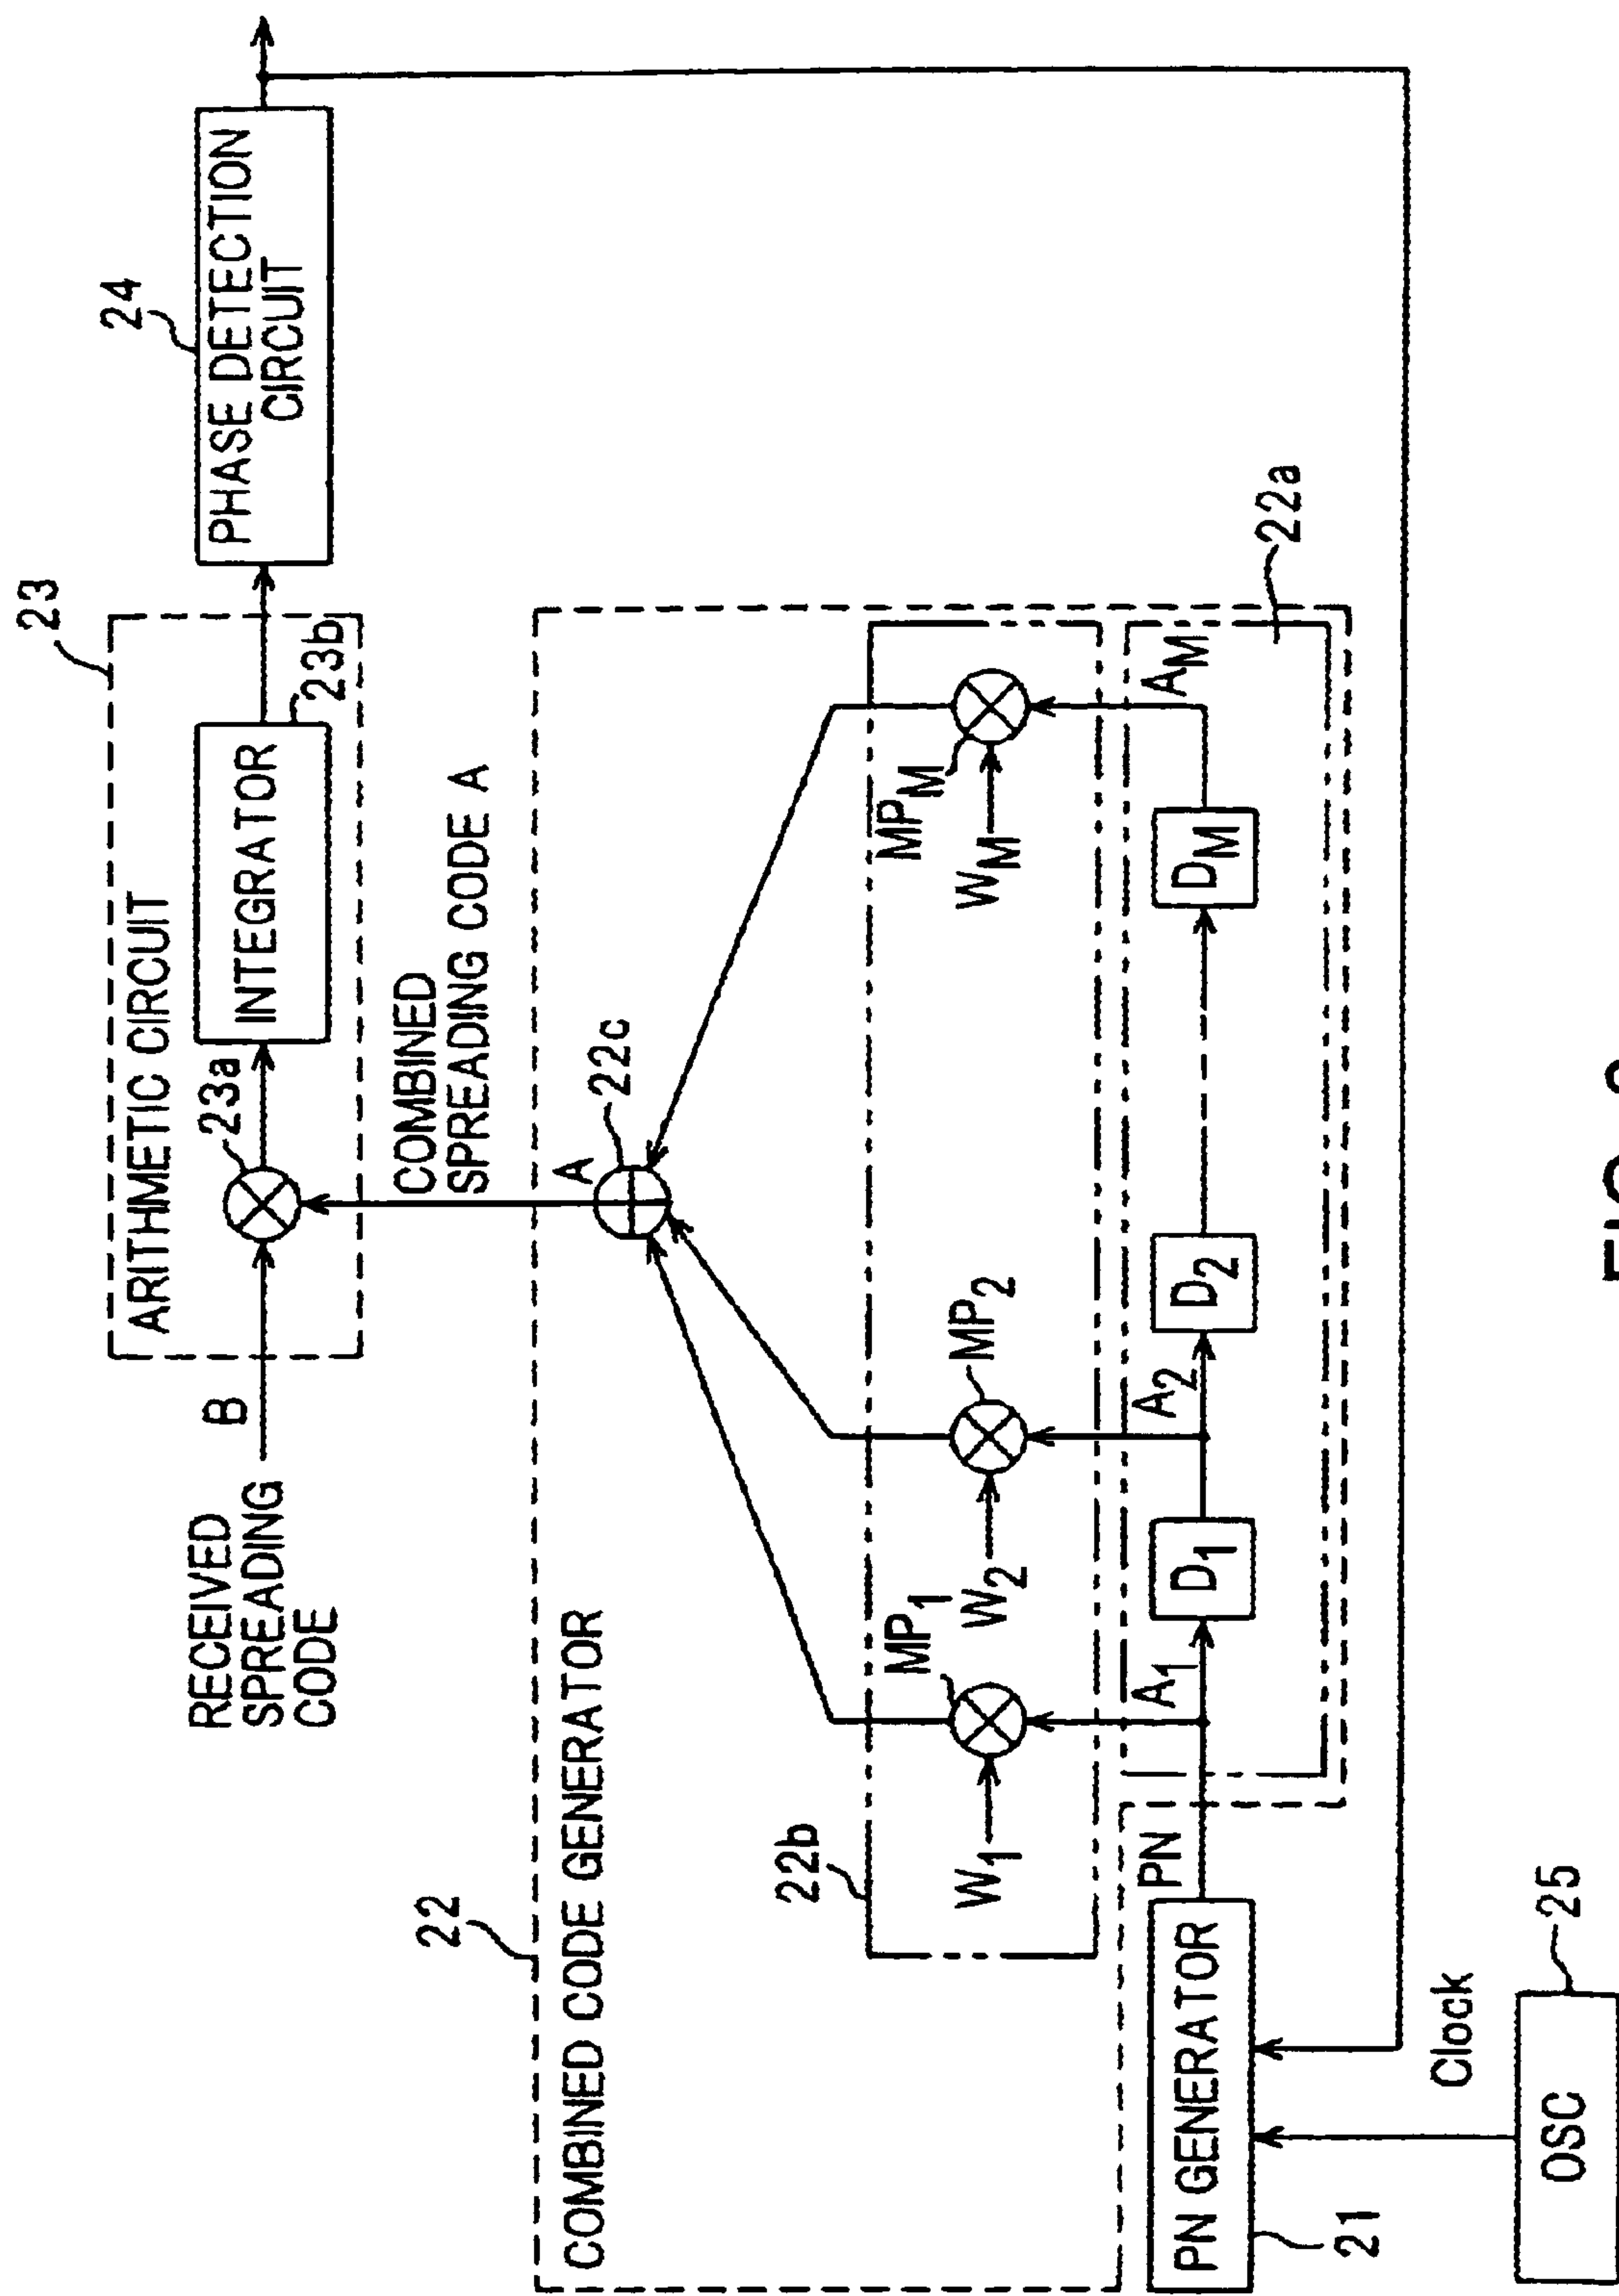 23
24
ARITHMETIC CIRCUIT
RECEIVED
SPREADING
CODE
B
23a
INTEGRATOR
23b
PHASE DETECTION
CIRCUIT
COMBINED
SPREADING CODE A
22
COMBINED CODE GENERATOR
A
22c
22b
MP1
MP2
MPM
W1
W2
WM
PN GENERATOR
PN
A1
D1
A2
D2
DM
AM
22a
21
Clock
OSC
25